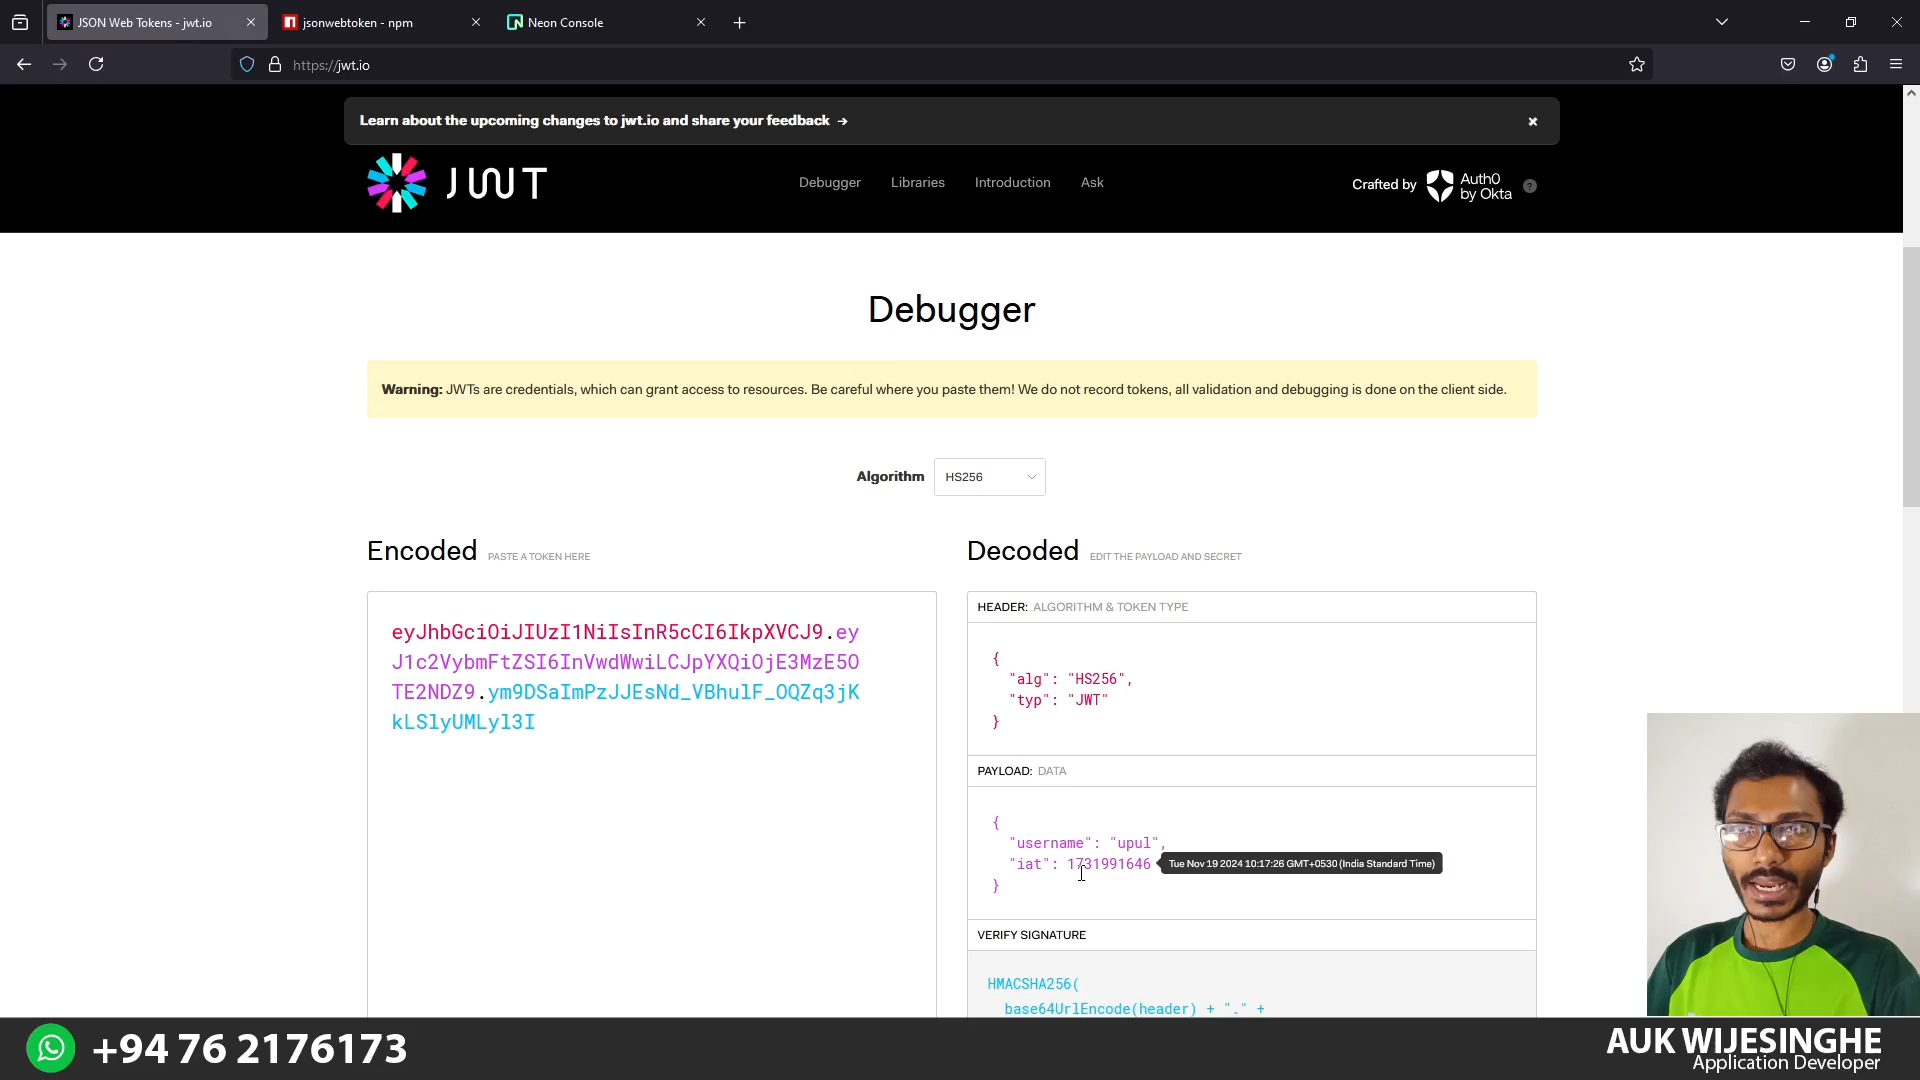 JSON Web Tokens - jwt.io
jsonwebtoken - npm
Neon Console
https://jwt.io
Learn about the upcoming changes to jwt.io and share your feedback →
JWT
Debugger
Libraries
Introduction
Ask
Crafted by
Auth0
by Okta
?
Debugger
Warning: JWTs are credentials, which can grant access to resources. Be careful where you paste them! We do not record tokens, all validation and debugging is done on the client side.
Algorithm
HS256
Encoded PASTE A TOKEN HERE
eyJhbGciOiJIUzI1NiIsInR5cCI6IkpXVCJ9.ey
J1c2VybmFtZSI6InVwdWwiLCJpYXQiOjE3MzE5O
TE2NDZ9.ym9DSaImPzJJEsNd_VBhulF_OQZq3jK
kLSlyUMLyl3I
Decoded EDIT THE PAYLOAD AND SECRET
HEADER: ALGORITHM & TOKEN TYPE
{
"alg": "HS256",
"typ": "JWT"
}
PAYLOAD: DATA
{
"username": "upul",
"iat": 1731991646
Tue Nov 19 2024 10:17:26 GMT+0530 (India Standard Time)
}
VERIFY SIGNATURE
HMACSHA256(
base64UrlEncode(header) + "." +
+94 76 2176173
AUK WIJESINGHE
Application Developer